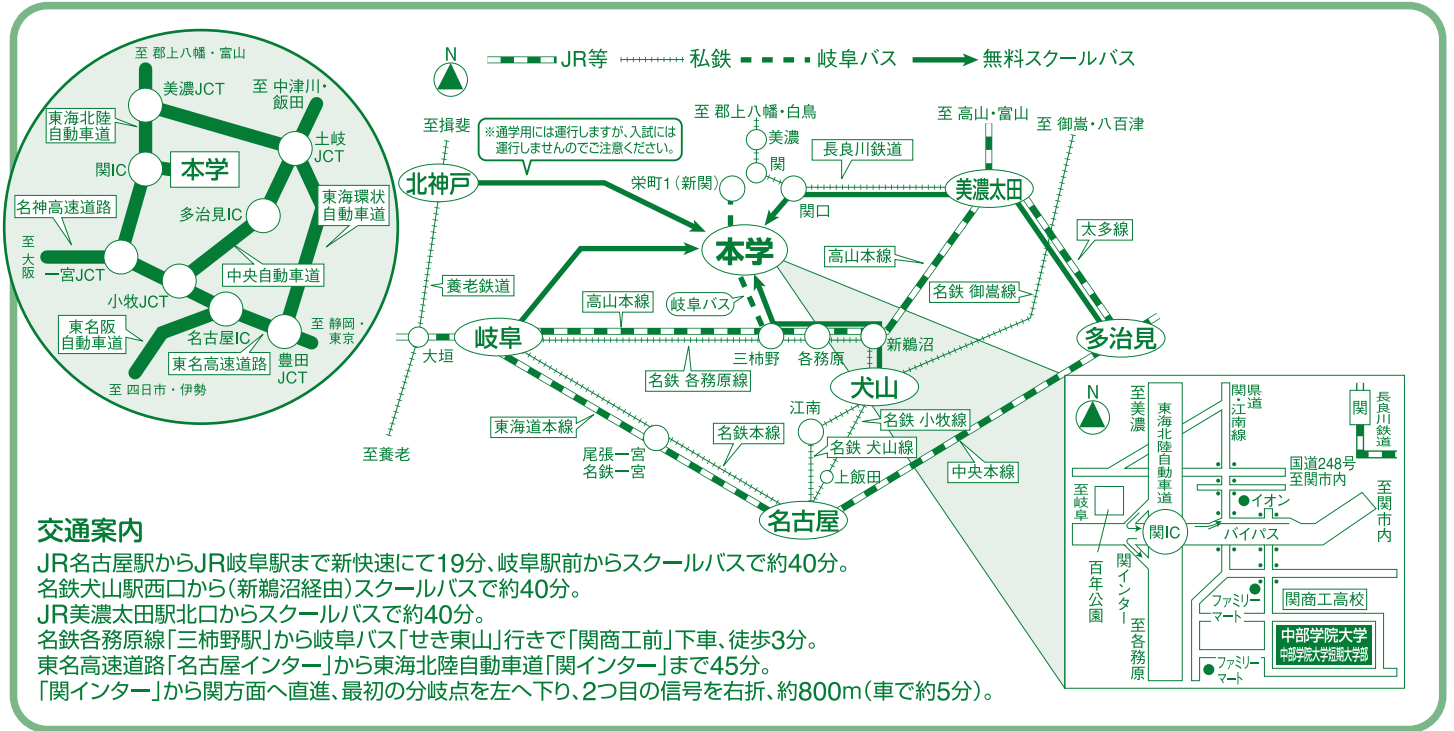 至 郡上八幡・富山
美濃JCT
至 中津川・
飯田
東海北陸
自動車道
土岐
JCT
関IC
本学
名神高速道路
多治見IC
東海環状
自動車道
至
大
阪
一宮JCT
中央自動車道
小牧JCT
東名阪
自動車道
名古屋IC
至 静岡・
東京
東名高速道路
豊田
JCT
至 四日市・伊勢
N
JR等
私鉄
岐阜バス
無料スクールバス
至揖斐
※通学用には運行しますが、入試には
運行しませんのでご注意ください。
至 郡上八幡・白鳥
美濃
関
長良川鉄道
至 高山・富山
至 御嵩・八百津
北神戸
栄町1(新関)
関口
美濃太田
本学
高山本線
太多線
養老鉄道
高山本線
岐阜バス
名鉄 御嵩線
大垣
岐阜
三柿野
各務原
新鵜沼
多治見
名鉄 各務原線
犬山
至養老
東海道本線
名鉄本線
江南
名鉄 小牧線
尾張一宮
名鉄一宮
名鉄 犬山線
上飯田
中央本線
名古屋
N
至美濃
東海北陸自動車道
県道
関・江南線
関
長良川鉄道
国道248号
至関市内
至岐阜
イオン
至関市内
関IC
バイパス
百年公園
関インター
ファミリー
マート
関商工高校
至各務原
中部学院大学
中部学院大学短期大学部
ファミリー
マート
交通案内
JR名古屋駅からJR岐阜駅まで新快速にて19分、岐阜駅前からスクールバスで約40分。
名鉄犬山駅西口から(新鵜沼経由)スクールバスで約40分。
JR美濃太田駅北口からスクールバスで約40分。
名鉄各務原線「三柿野駅」から岐阜バス「せき東山」行きで「関商工前」下車、徒歩3分。
東名高速道路「名古屋インター」から東海北陸自動車道「関インター」まで45分。
「関インター」から関方面へ直進、最初の分岐点を左へ下り、2つ目の信号を右折、約800m(車で約5分)。